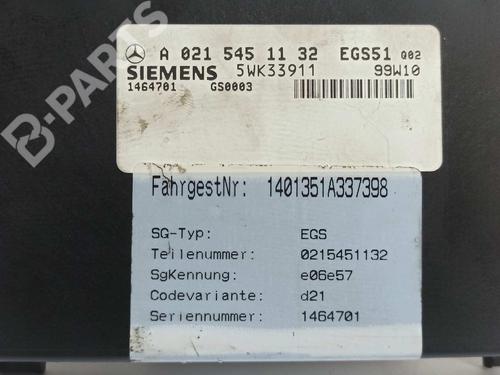 A 021 545 11 32 EGS51 Q02
SIEMENS 5WK33911 99W10
1464701 GS0003
FahrgestNr: 1401351A337398
SG-Typ: EGS
Teilenummer: 0215451132
SgKennung: e06e57
Codevariante: d21
Seriennummer: 1464701
B-PARTS